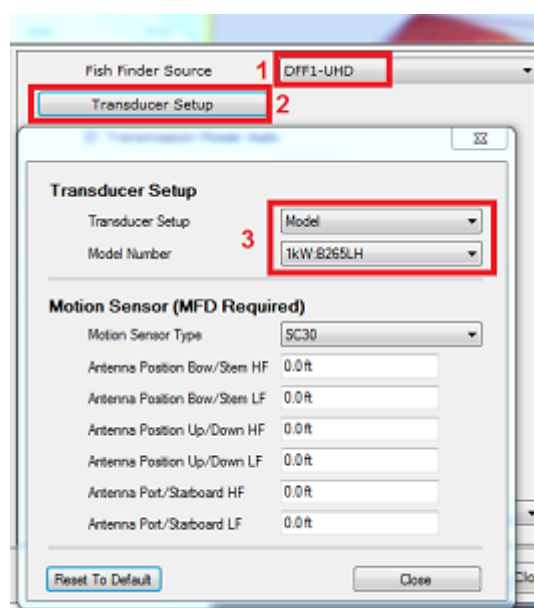 Fish Finder Source 1 DFF1-UHD
Transducer Setup 2
Transmission Power Auto
Transducer Setup
Transducer Setup Model
3
Model Number 1kW:B265LH
Motion Sensor (MFD Required)
Motion Sensor Type SC30
Antenna Position Bow/Stern HF 0.0ft
Antenna Position Bow/Stern LF 0.0ft
Antenna Position Up/Down HF 0.0ft
Antenna Position Up/Down LF 0.0ft
Antenna Port/Starboard HF 0.0ft
Antenna Port/Starboard LF 0.0ft
Reset To Default Close